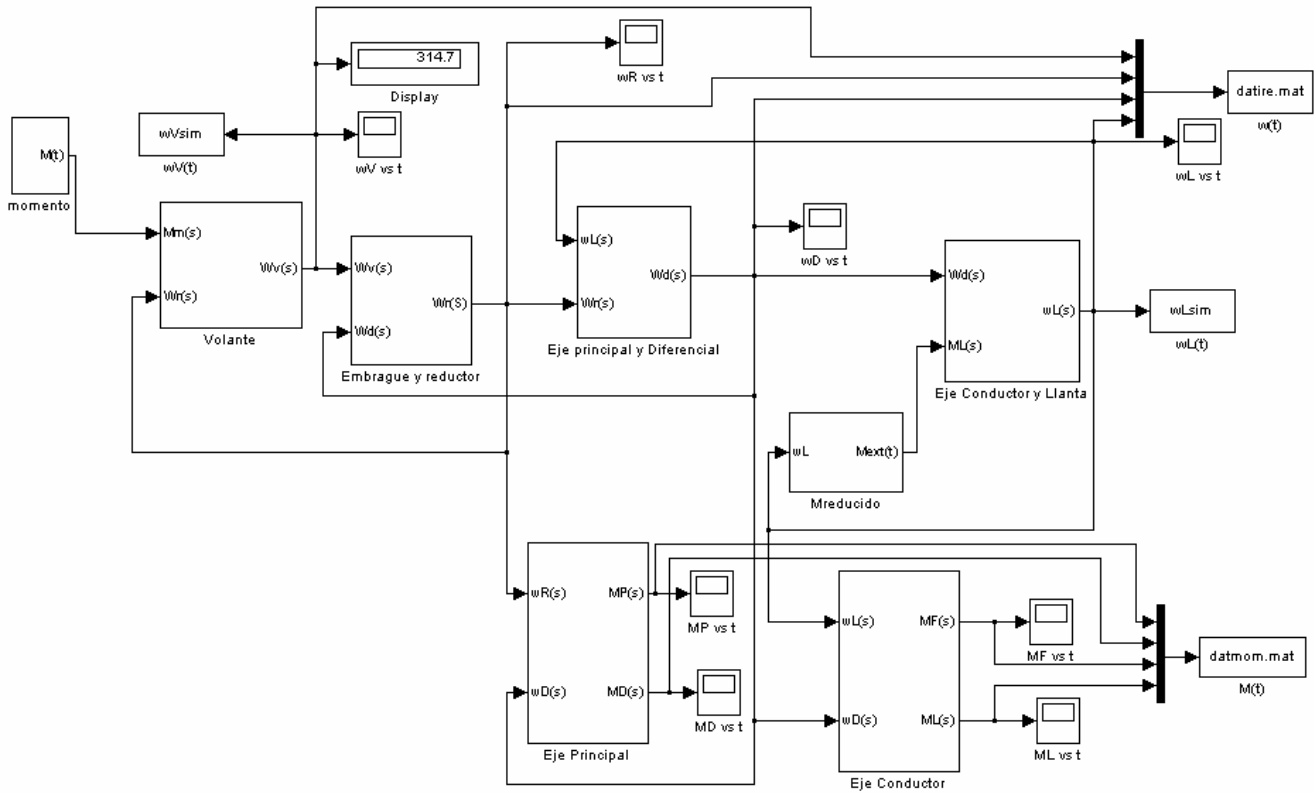 314.7
Display
wR vs t
datire.mat
w(t)
wVsim
wV(t)
wV vs t
wL vs t
M(t)
momento
Mm(s)
Wr(s)
Wv(s)
Volante
Wv(s)
Wd(s)
Wr(S)
Embrague y reductor
wL(s)
Wr(s)
Wd(s)
Eje principal y Diferencial
wD vs t
Wd(s)
ML(s)
wL(s)
Eje Conductor y Llanta
wLsim
wL(t)
wL
Mext(t)
Mreducido
wR(s)
wD(s)
MP(s)
MD(s)
Eje Principal
MP vs t
MD vs t
wL(s)
wD(s)
MF(s)
ML(s)
Eje Conductor
MF vs t
ML vs t
datmom.mat
M(t)